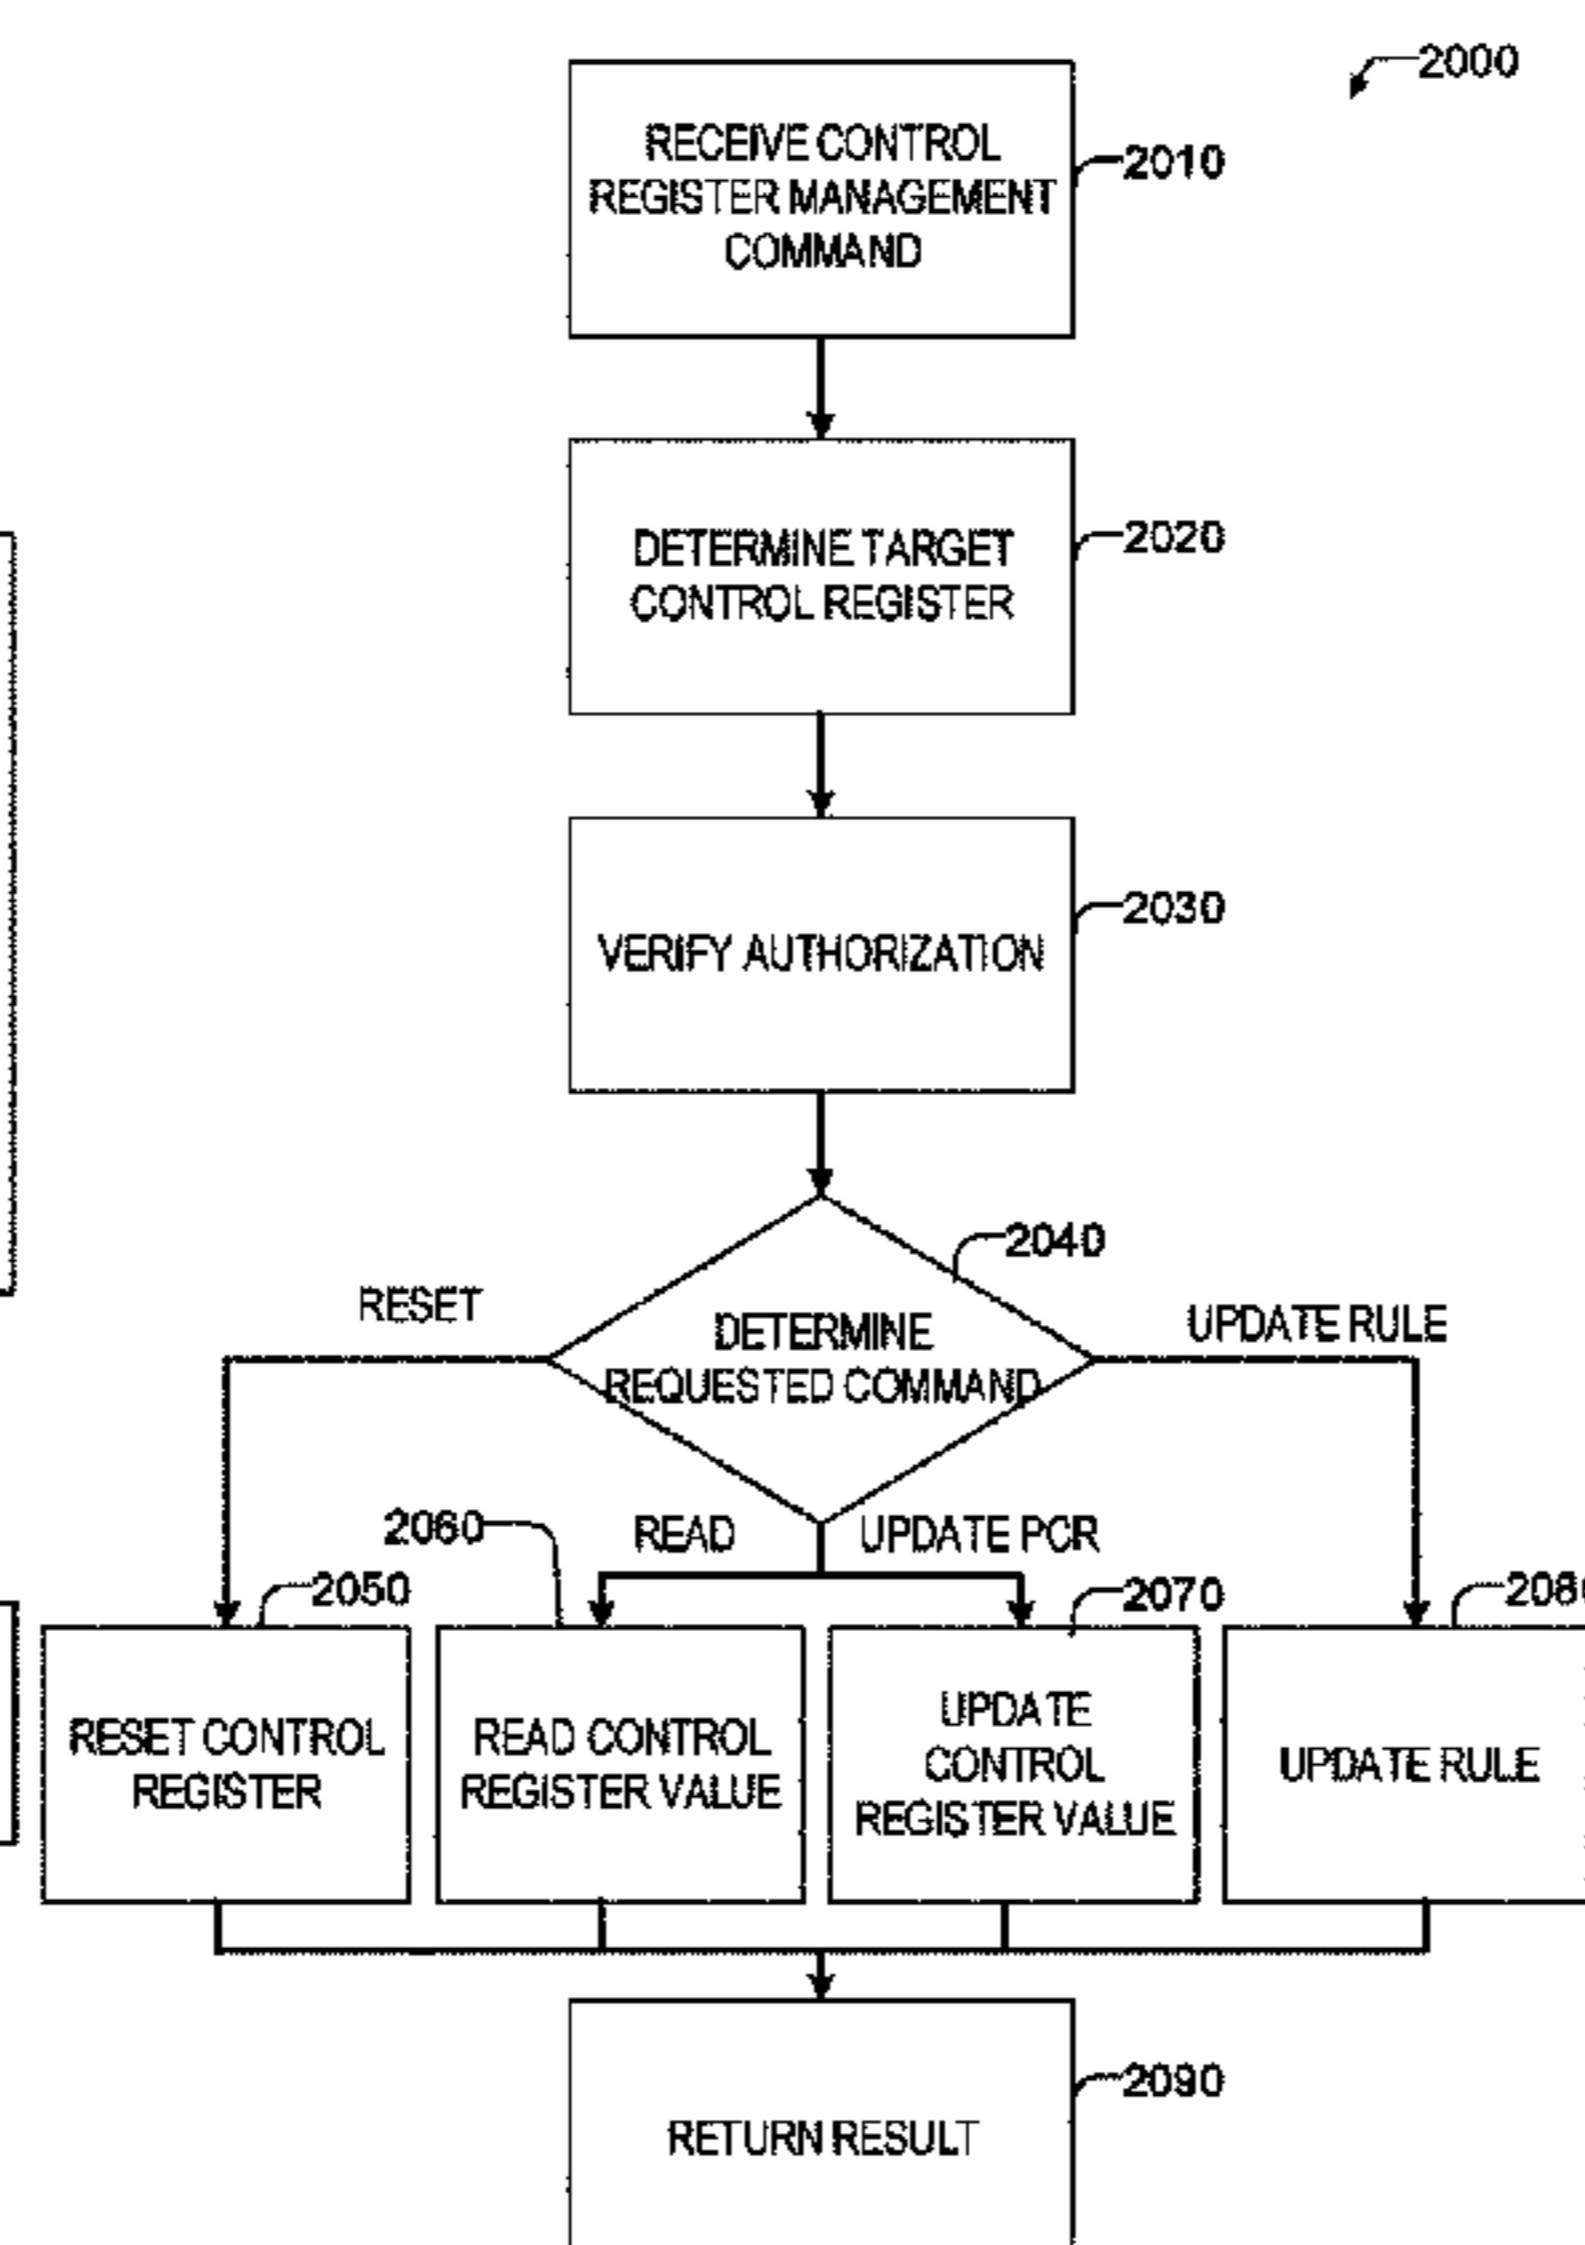 2000
RECEIVE CONTROL
REGISTER MANAGEMENT
COMMAND
2010
DETERMINE TARGET
CONTROL REGISTER
2020
VERIFY AUTHORIZATION
2030
2040
DETERMINE
REQUESTED COMMAND
RESET
UPDATE RULE
READ
UPDATE PCR
2050
2060
2070
RESET CONTROL
REGISTER
READ CONTROL
REGISTER VALUE
UPDATE
CONTROL
REGISTER VALUE
UPDATE RULE
RETURN RESULT
2090